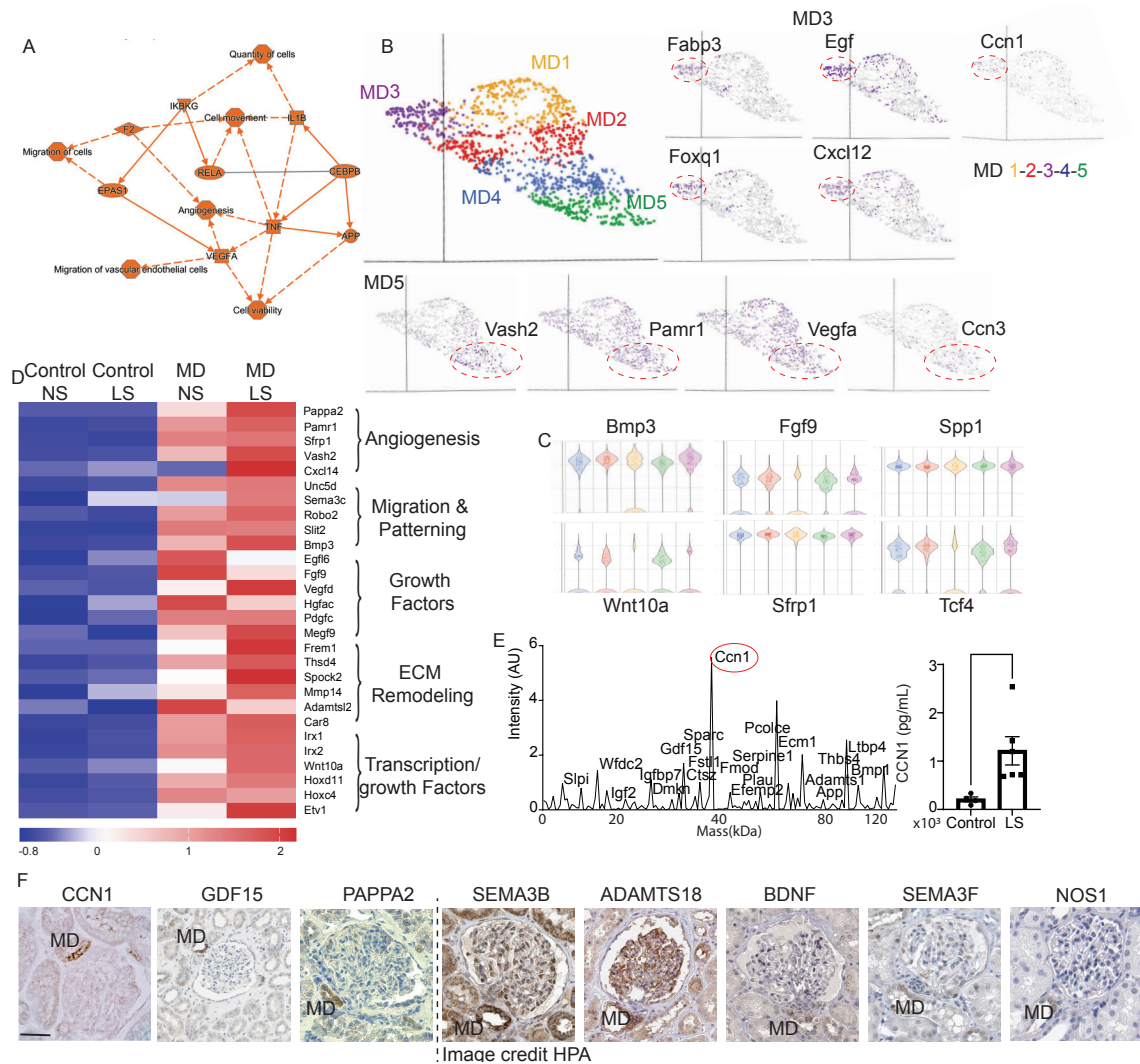 A
Quantity of cells
IKBKG
F2
Cell movement
IL1B
Migration of cells
RELA
CEBPB
EPAS1
Angiogenesis
TNF
APP
VEGFA
Migration of vascular endothelial cells
Cell viability
B
MD1
MD3
MD2
MD4
MD5
MD3
Fabp3
Egf
Ccn1
Foxq1
Cxcl12
MD 1-2-3-4-5
MD5
Vash2
Pamr1
Vegfa
Ccn3
C
Bmp3
Fgf9
Spp1
Wnt10a
Sfrp1
Tcf4
D
Control NS
Control LS
MD NS
MD LS
Pappa2
Pamr1
Sfrp1
Vash2
Cxcl14
Unc5d
Sema3c
Robo2
Slit2
Bmp3
Egfl6
Fgf9
Vegfd
Hgfac
Pdgfc
Megf9
Frem1
Thsd4
Spock2
Mmp14
Adamtsl2
Car8
Irx1
Irx2
Wnt10a
Hoxd11
Hoxc4
Etv1
Angiogenesis
Migration &
Patterning
Growth
Factors
ECM
Remodeling
Transcription/
growth Factors
-0.8 0 1 2
E
Intensity (AU)
6
4
2
0
Ccn1
Slpi
Wfdc2
Igf2
Igfbp7
Dmkn
Gdf15
Sparc
Fstl1
Ctsz
Fmod
Pcolce
Serpine1
Plau
Efemp2
Ecm1
Adamts1
App
Thbs4
Ltbp4
Bmp1
0 20 40 60 80 120
Mass(kDa)
CCN1 (pg/mL)
3
2
1
0
x10³ Control LS
F
CCN1
GDF15
PAPPA2
SEMA3B
ADAMTS18
BDNF
SEMA3F
NOS1
MD
MD
MD
MD
MD
MD
MD
MD
Image credit HPA